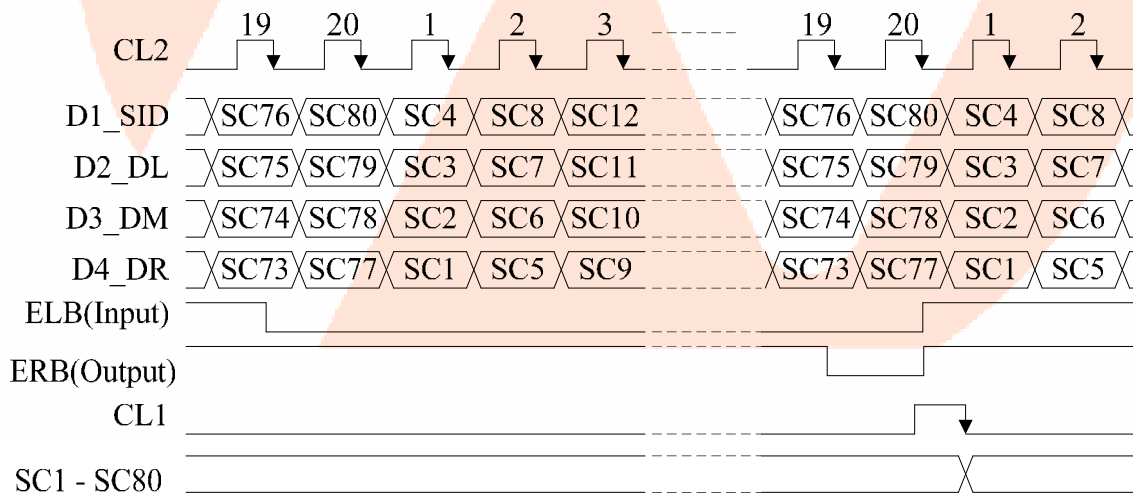 19 20 1 2 3 19 20 1 2
CL2
D1_SID SC76 SC80 SC4 SC8 SC12 SC76 SC80 SC4 SC8
D2_DL SC75 SC79 SC3 SC7 SC11 SC75 SC79 SC3 SC7
D3_DM SC74 SC78 SC2 SC6 SC10 SC74 SC78 SC2 SC6
D4_DR SC73 SC77 SC1 SC5 SC9 SC73 SC77 SC1 SC5
ELB(Input)
ERB(Output)
CL1
SC1 - SC80